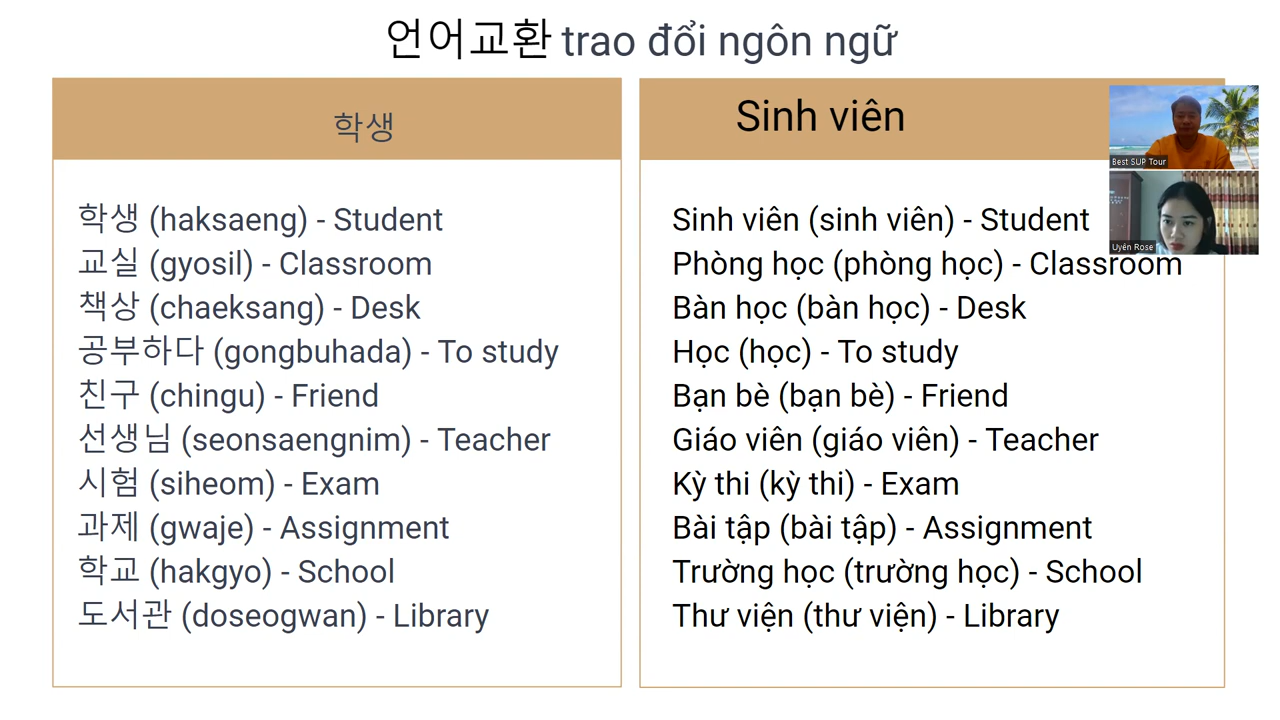 언어교환 trao đổi ngôn ngữ
학생
학생 (haksaeng) - Student
교실 (gyosil) - Classroom
책상 (chaeksang) - Desk
공부하다 (gongbuhada) - To study
친구 (chingu) - Friend
선생님 (seonsaengnim) - Teacher
시험 (siheom) - Exam
과제 (gwaje) - Assignment
학교 (hakgyo) - School
도서관 (doseogwan) - Library
Sinh viên
Sinh viên (sinh viên) - Student
Phòng học (phòng học) - Classroom
Bàn học (bàn học) - Desk
Học (học) - To study
Bạn bè (bạn bè) - Friend
Giáo viên (giáo viên) - Teacher
Kỳ thi (kỳ thi) - Exam
Bài tập (bài tập) - Assignment
Trường học (trường học) - School
Thư viện (thư viện) - Library
Best SUP Tour
Uyển Rose